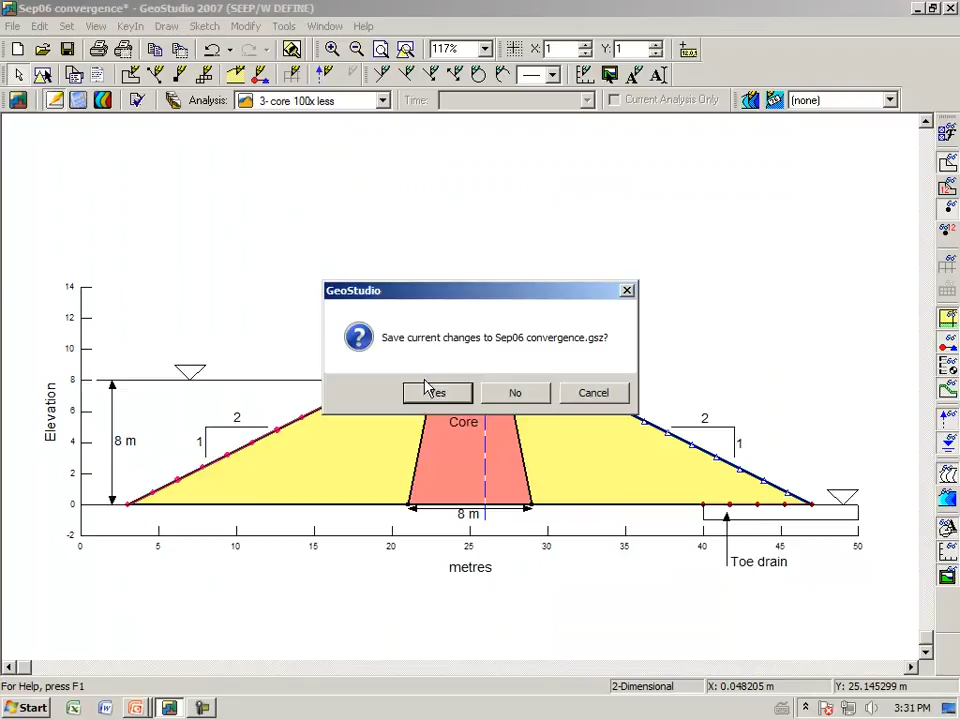 Sep06 convergence* - GeoStudio 2007 (SEEP/W DEFINE)
File Edit Set View KeyIn Draw Sketch Modify Tools Window Help
117% X: 1 Y: 1
Analysis: 3- core 100x less Time: Current Analysis Only (none)
GeoStudio
Save current changes to Sep06 convergence.gsz?
Yes No Cancel
14
12
10
8
6
4
2
0
-2
Elevation
8 m
2
1
Core
8 m
2
1
Toe drain
0 5 10 15 20 25 30 35 40 45 50
metres
For Help, press F1
2-Dimensional X: 0.048205 m Y: 25.145299 m
Start 3:31 PM